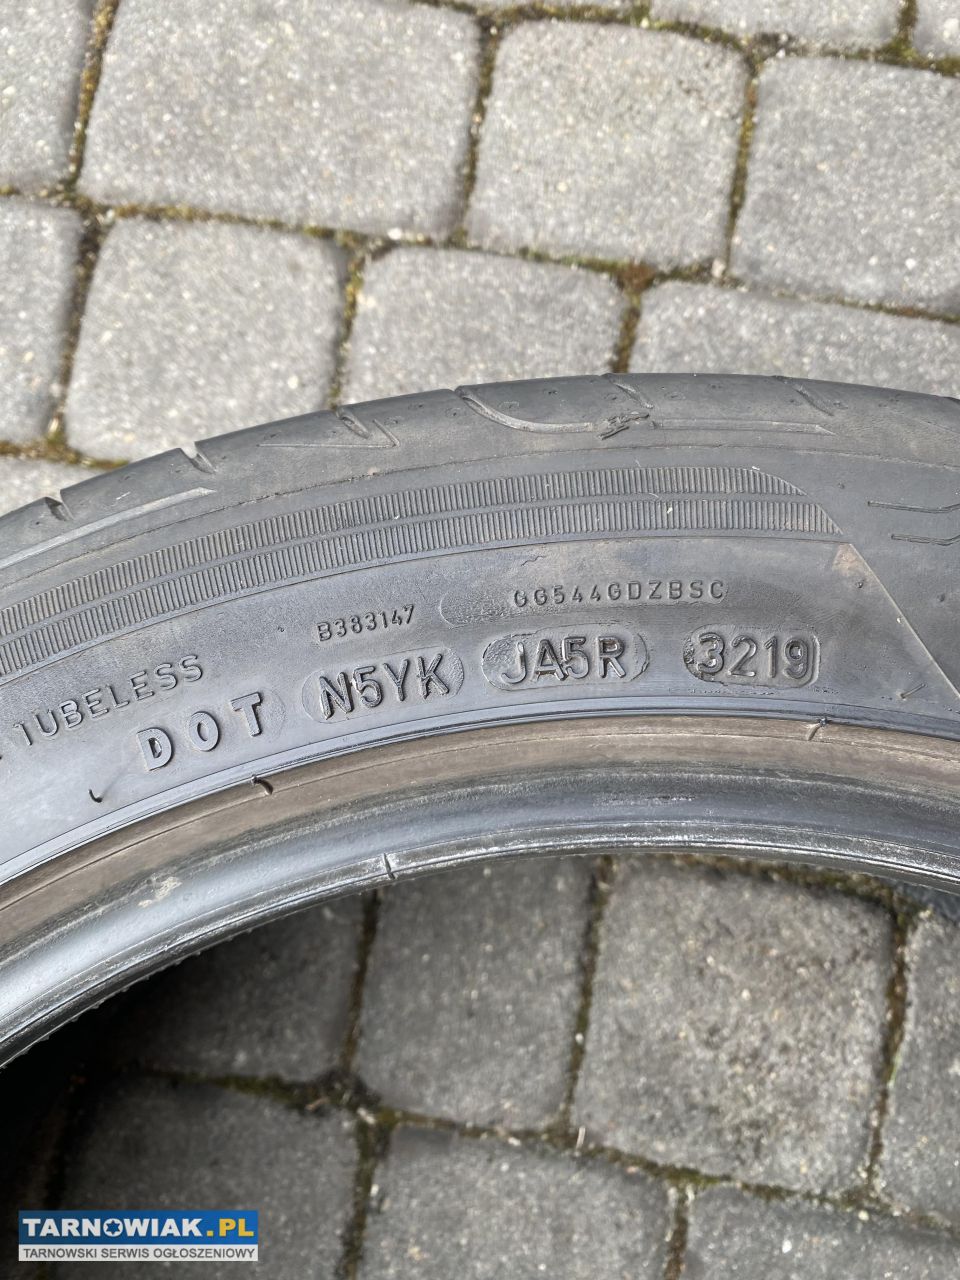 GG544GDZBSC
B383147
TUBELESS
DOT N5YK JA5R 3219
TARNOWIAK.PL
TARNOWSKI SERWIS OGŁOSZENIOWY